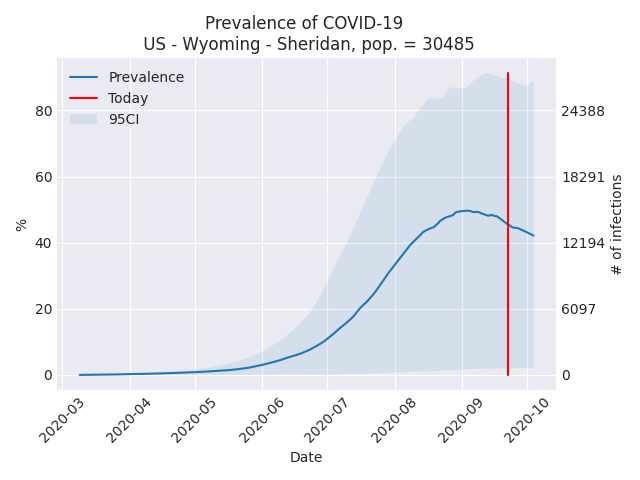 Prevalence of COVID-19
US - Wyoming - Sheridan, pop. = 30485
Prevalence
Today
95CI
80
60
40
20
0
%
24388
18291
12194
6097
0
# of infections
2020-03
2020-04
2020-05
2020-06
2020-07
2020-08
2020-09
2020-10
Date